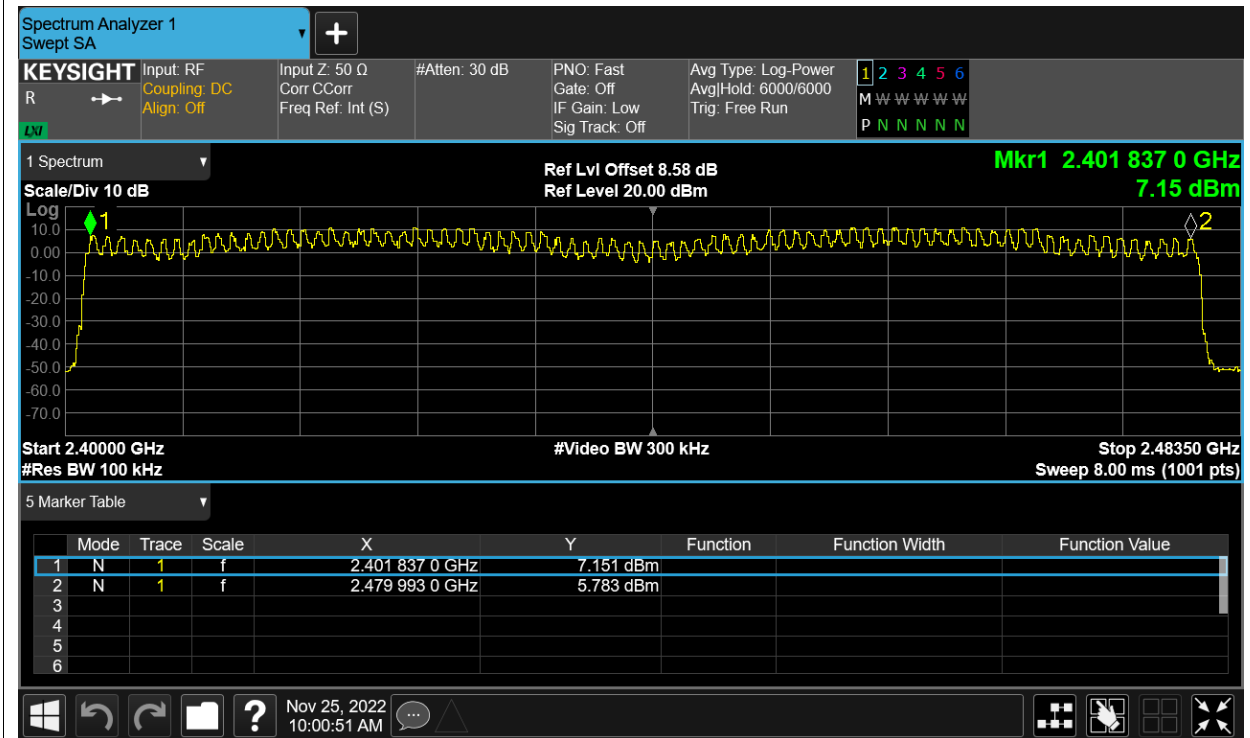 Spectrum Analyzer 1
Swept SA
KEYSIGHT
R
LXI
Input: RF
Coupling: DC
Align: Off
Input Z: 50 Ω
Corr CCorr
Freq Ref: Int (S)
#Atten: 30 dB
PNO: Fast
Gate: Off
IF Gain: Low
Sig Track: Off
Avg Type: Log-Power
Avg|Hold: 6000/6000
Trig: Free Run
1 2 3 4 5 6
M W W W W W
P N N N N N
1 Spectrum
Scale/Div 10 dB
Ref Lvl Offset 8.58 dB
Ref Level 20.00 dBm
Mkr1 2.401 837 0 GHz
7.15 dBm
Log
1
2
10.0
0.00
-10.0
-20.0
-30.0
-40.0
-50.0
-60.0
-70.0
Start 2.40000 GHz
#Video BW 300 kHz
Stop 2.48350 GHz
#Res BW 100 kHz
Sweep 8.00 ms (1001 pts)
5 Marker Table
Mode Trace Scale X Y Function Function Width Function Value
1 N 1 f 2.401 837 0 GHz 7.151 dBm
2 N 1 f 2.479 993 0 GHz 5.783 dBm
3
4
5
6
?
Nov 25, 2022
10:00:51 AM